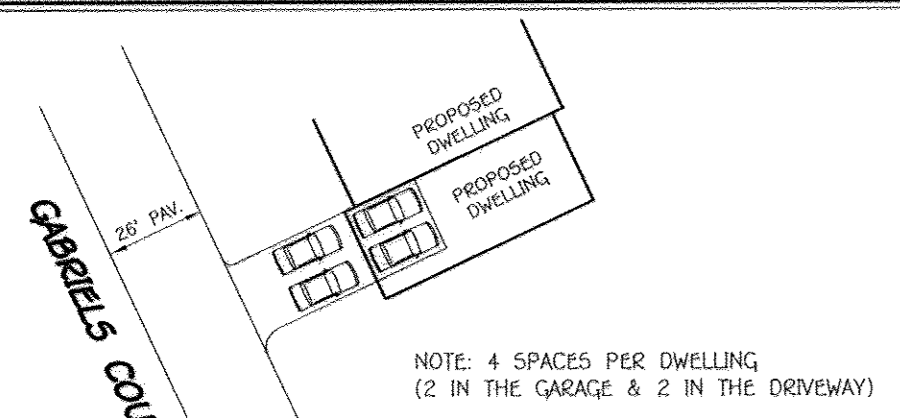 PROPOSED
DWELLING
PROPOSED
DWELLING
26' PAV.
GABRIELS COU
NOTE: 4 SPACES PER DWELLING
(2 IN THE GARAGE & 2 IN THE DRIVEWAY)